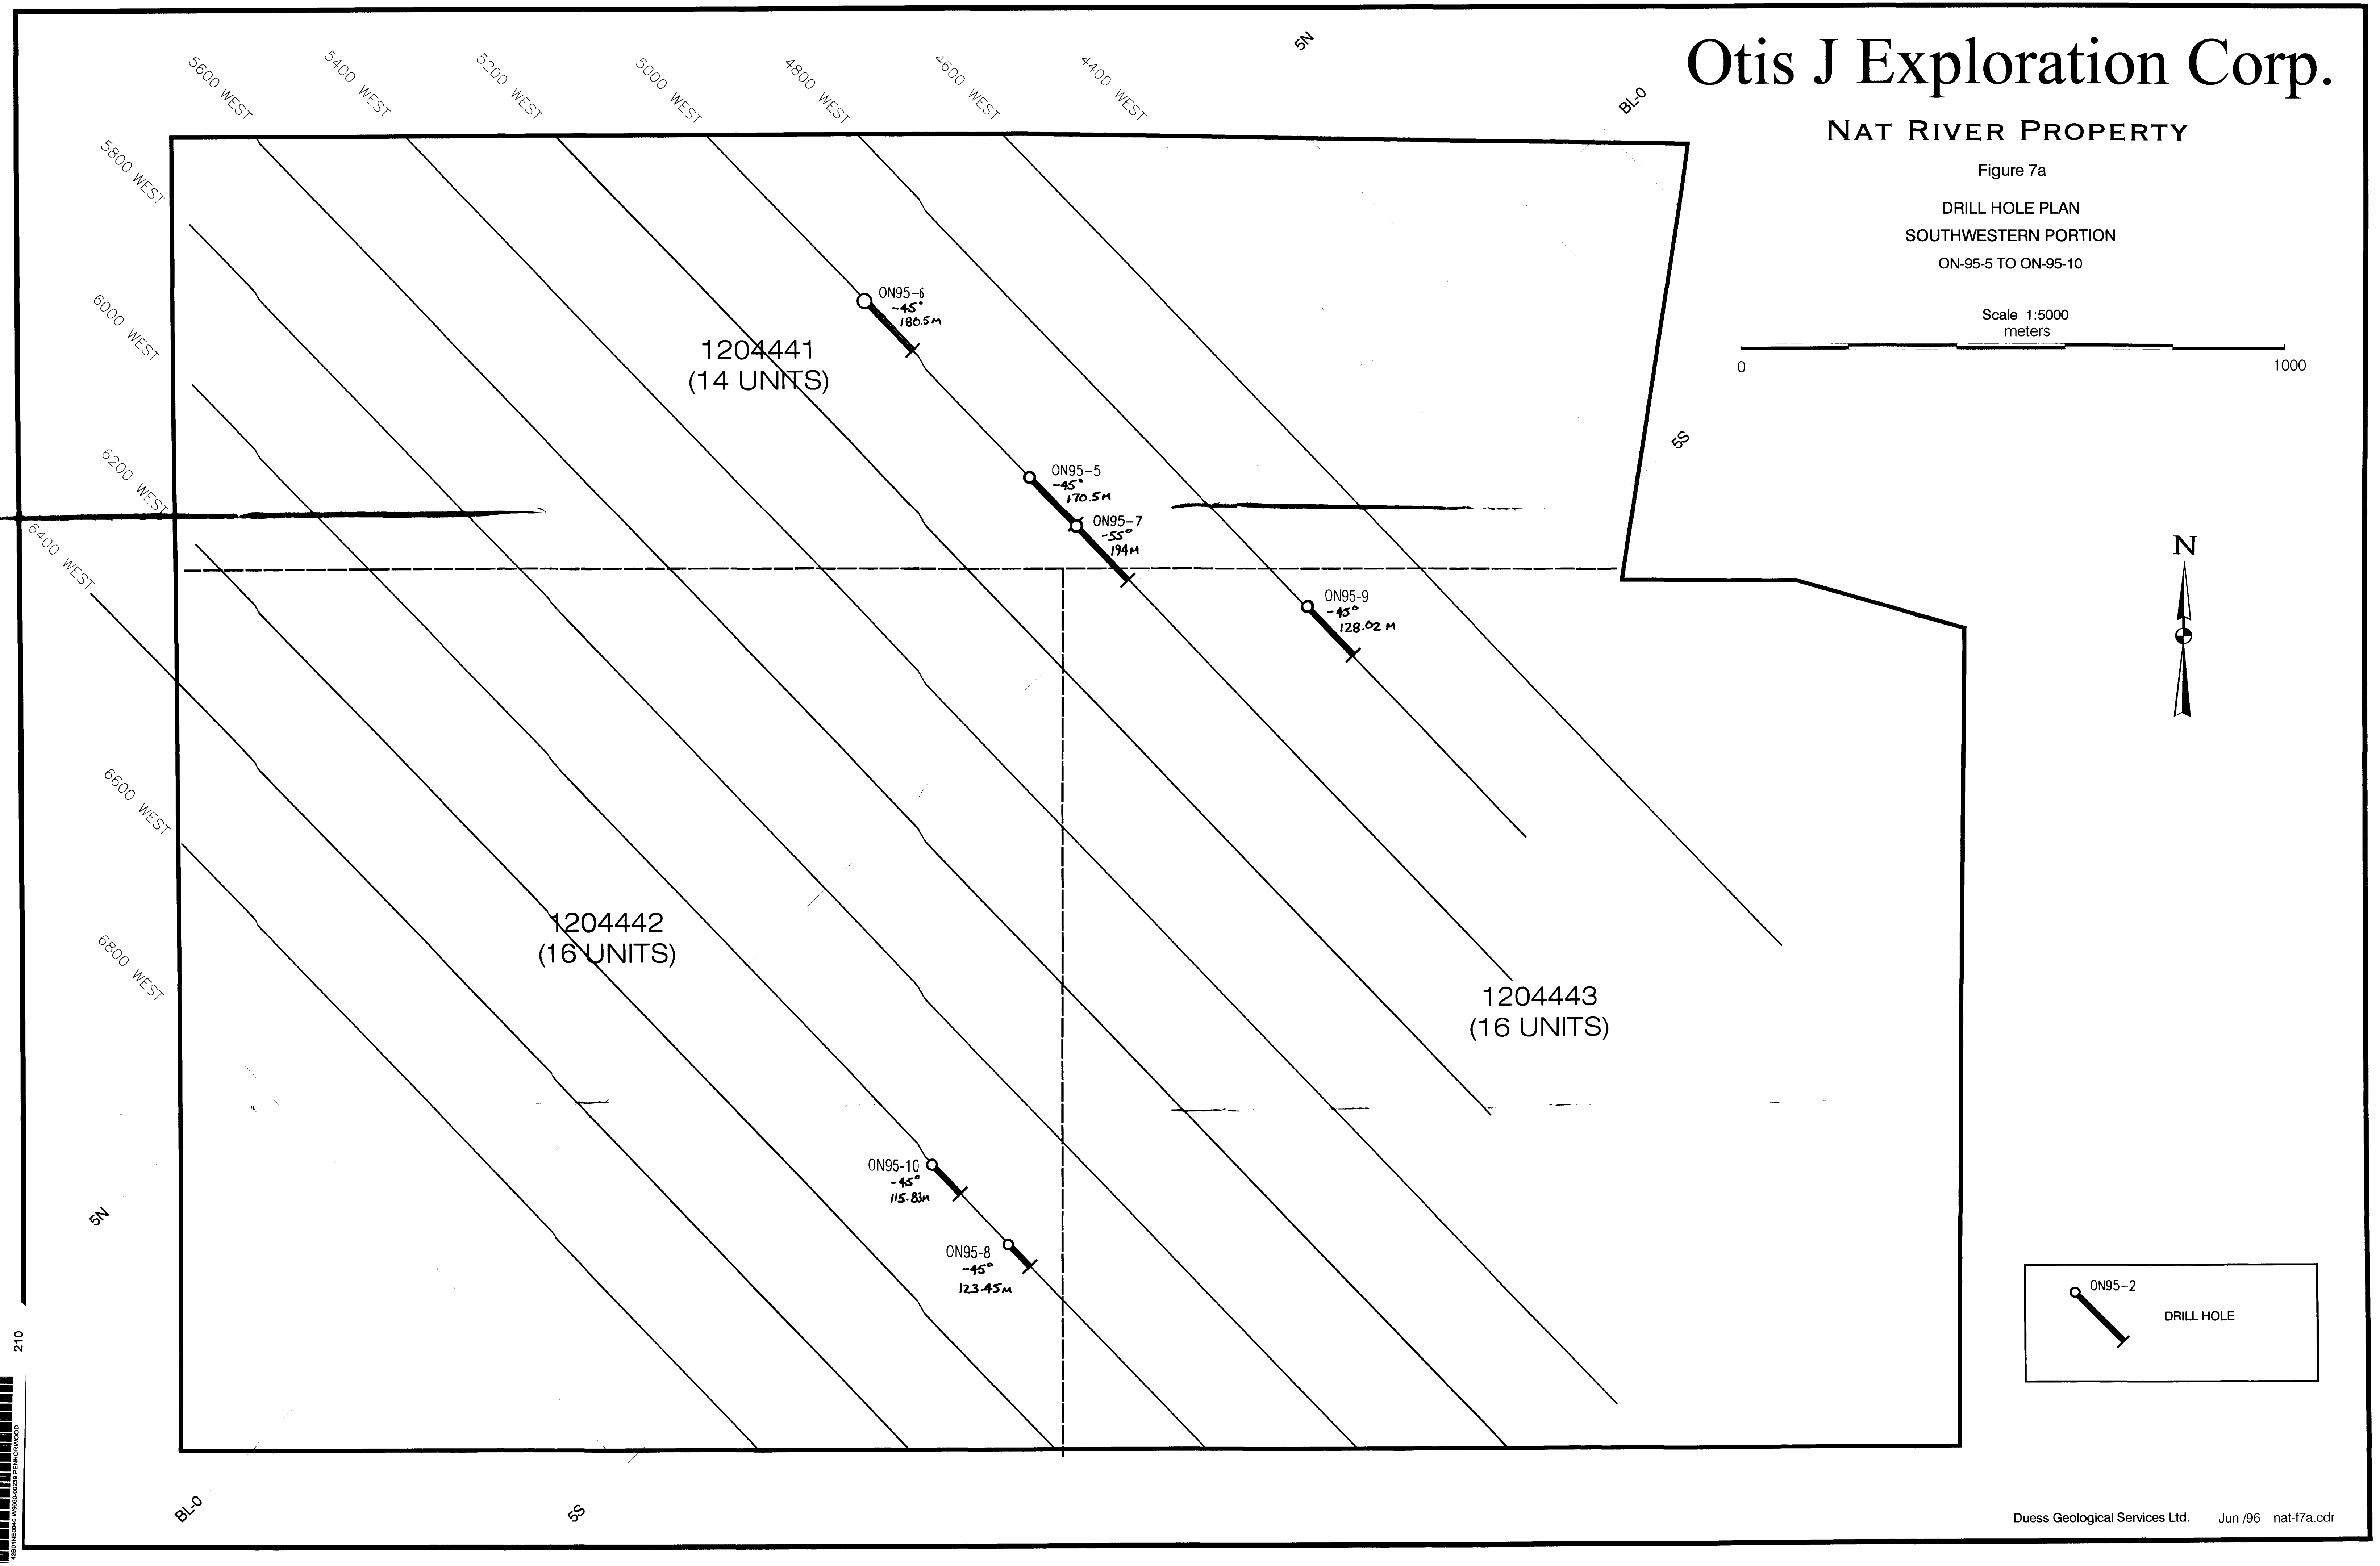 Otis J Exploration Corp.
NAT RIVER PROPERTY
Figure 7a
DRILL HOLE PLAN
SOUTHWESTERN PORTION
ON-95-5 TO ON-95-10
Scale 1:5000
meters
0
1000
5600 WEST
5400 WEST
5200 WEST
5000 WEST
4800 WEST
4600 WEST
4400 WEST
5N
BL-0
5800 WEST
6000 WEST
6200 WEST
6400 WEST
6600 WEST
6800 WEST
ON95-6
-45°
180.5M
1204441
(14 UNITS)
ON95-5
-45°
170.5M
ON95-7
-55°
194M
5S
N
ON95-9
-45°
128.02 M
1204442
(16 UNITS)
1204443
(16 UNITS)
ON95-10
-45°
115.83M
ON95-8
-45°
123.45M
5N
BL-0
5S
ON95-2
DRILL HOLE
210
42B01NE0040 W9660-00239 PENHORWOOD
Duess Geological Services Ltd. Jun /96 nat-f7a.cdr